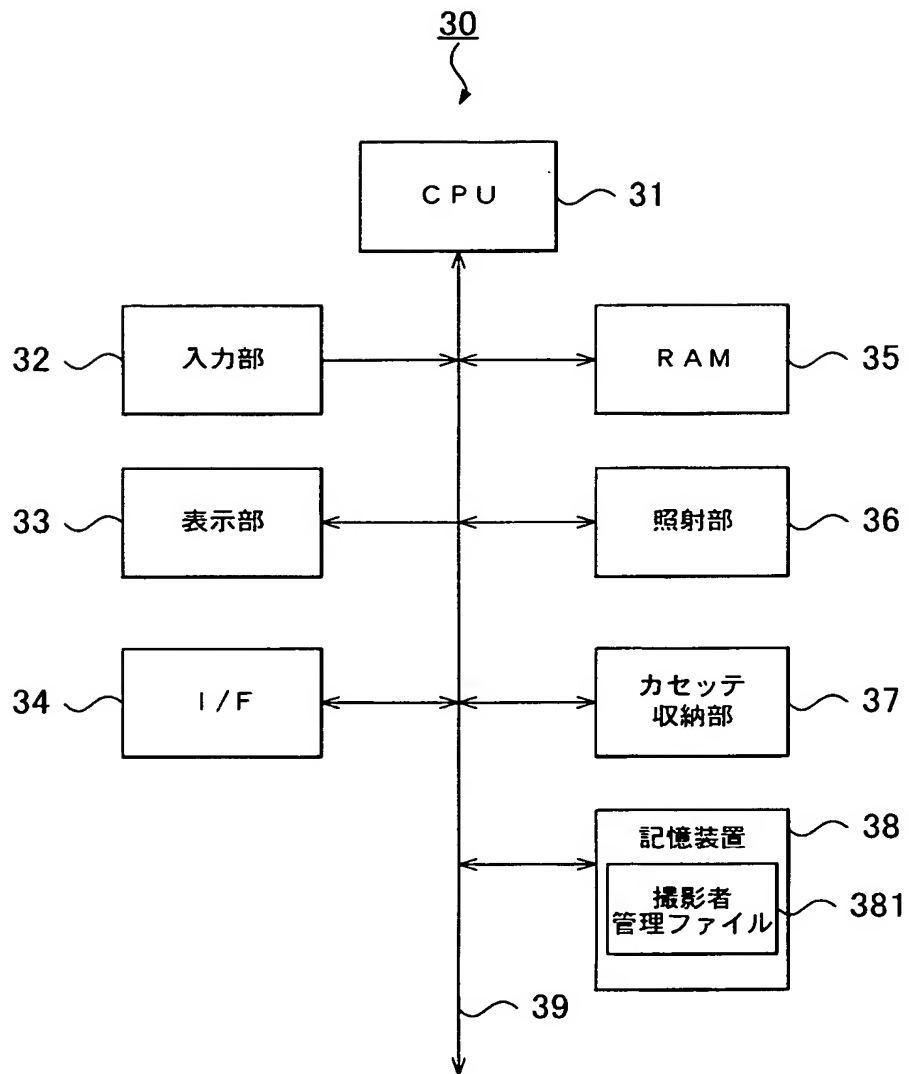 30
CPU
31
32
入力部
RAM
35
33
表示部
照射部
36
34
I/F
カセッテ
収納部
37
記憶装置
38
撮影者
管理ファイル
381
39